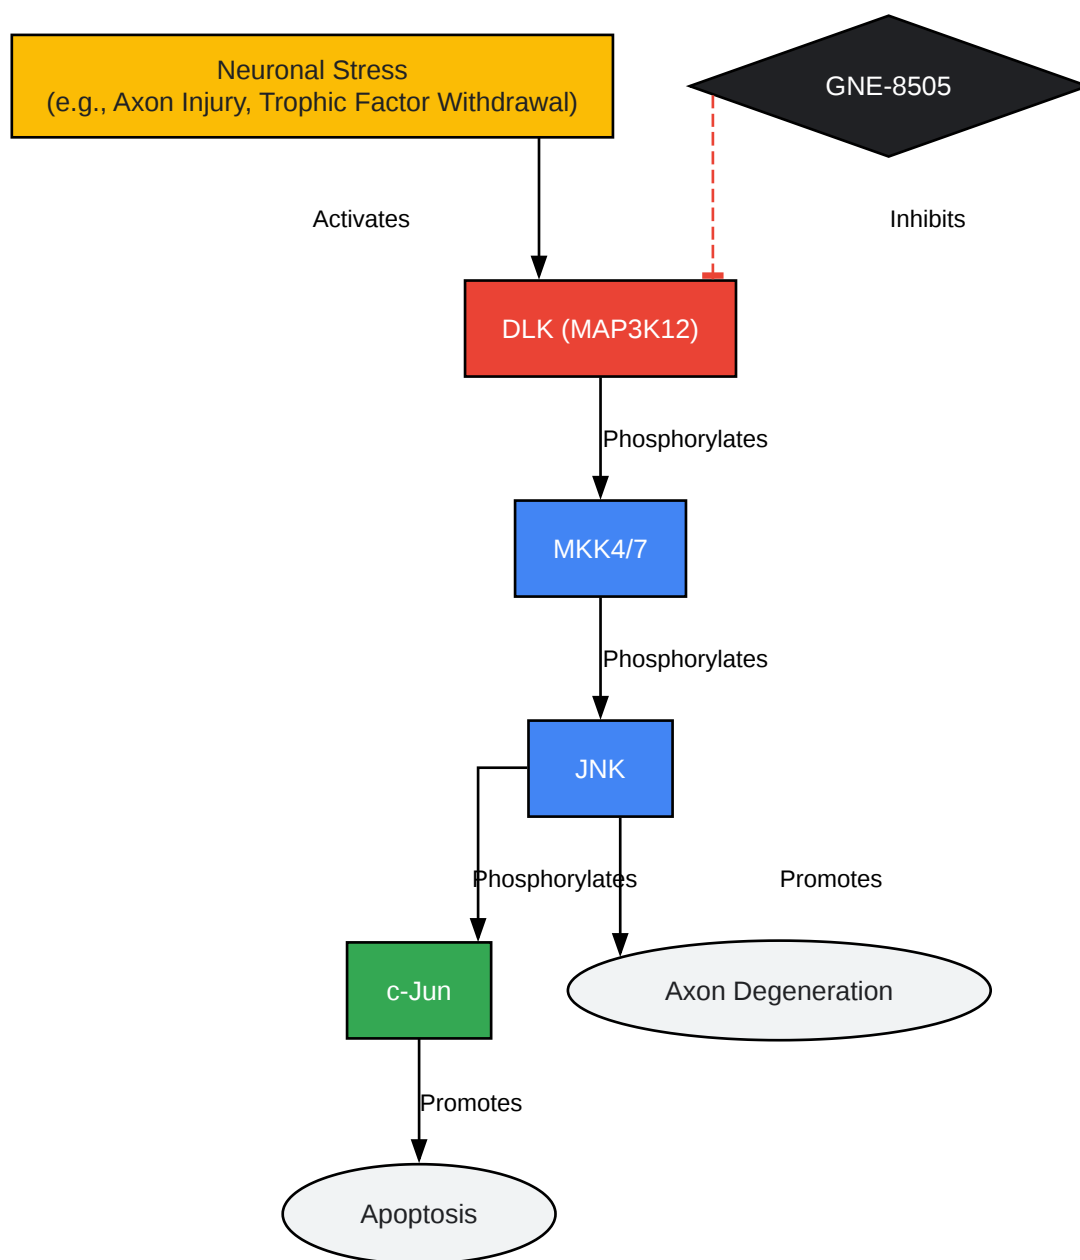 Neuronal Stress
(e.g., Axon Injury, Trophic Factor Withdrawal)
GNE-8505
Activates
Inhibits
DLK (MAP3K12)
Phosphorylates
MKK4/7
Phosphorylates
JNK
Phosphorylates
Promotes
c-Jun
Axon Degeneration
Promotes
Apoptosis